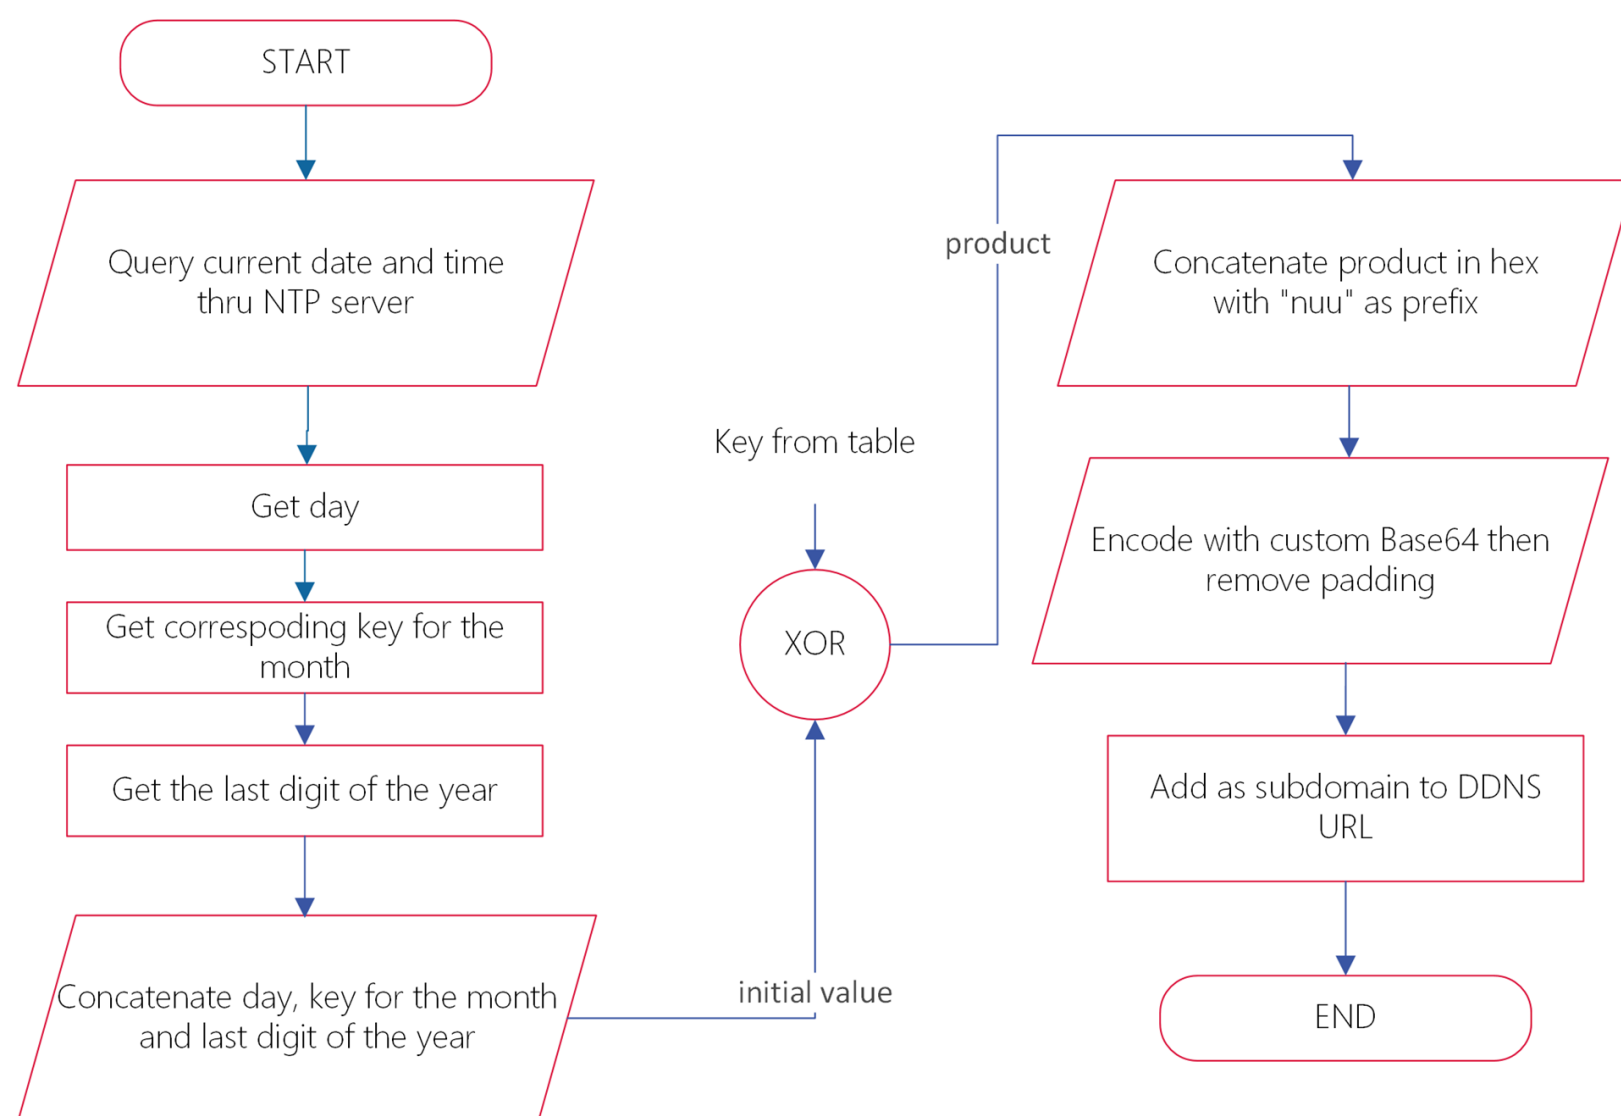 START
Query current date and time
thru NTP server
Get day
Get correspoding key for the
month
Get the last digit of the year
Concatenate day, key for the month
and last digit of the year
initial value
Key from table
XOR
product
Concatenate product in hex
with "nuu" as prefix
Encode with custom Base64 then
remove padding
Add as subdomain to DDNS
URL
END